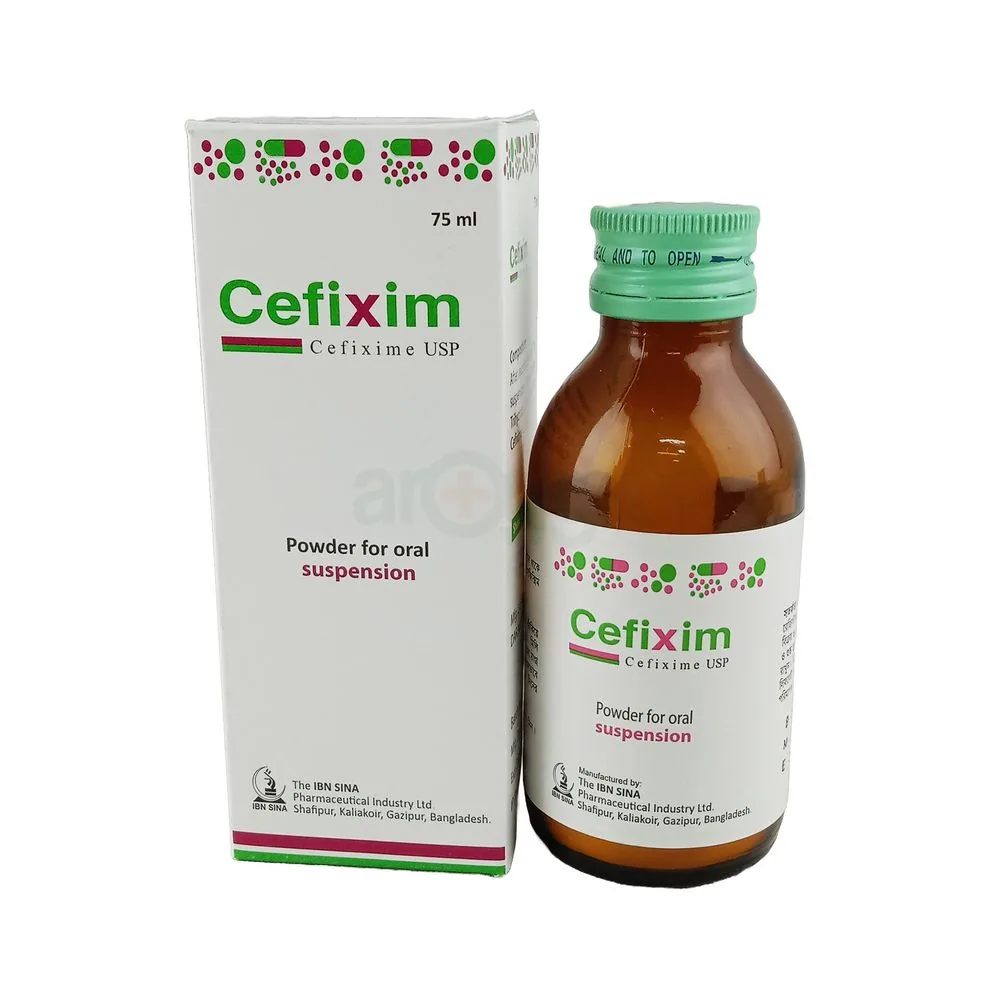 75 ml
Cefixim
Cefixime USP
Powder for oral
suspension
The IBN SINA
Pharmaceutical Industry Ltd.
Shafipur, Kaliakoir, Gazipur, Bangladesh.
IBN SINA
AND TO OPEN
Cefixim
Cefixime USP
Powder for oral
suspension
Manufactured by:
The IBN SINA
Pharmaceutical Industry Ltd.
Shafipur, Kaliakoir, Gazipur, Bangladesh.
IBN SINA